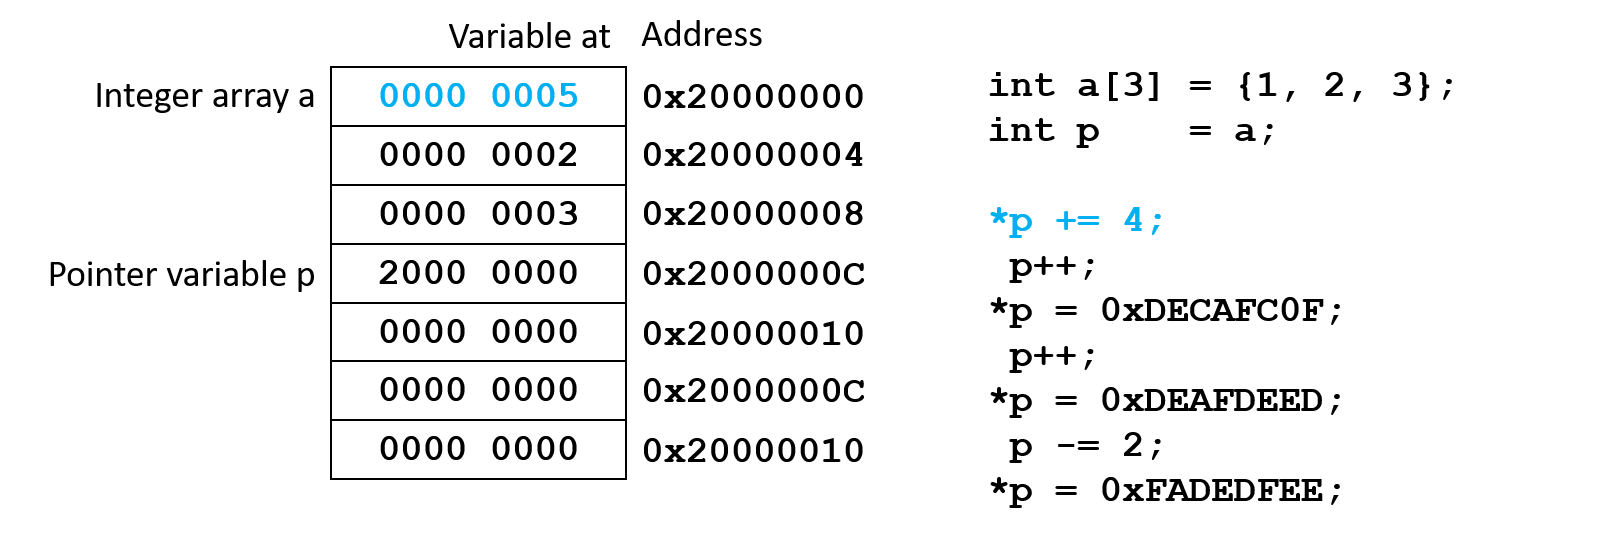 Variable at Address
Integer array a 0000 0005 0x20000000
0000 0002 0x20000004
0000 0003 0x20000008
Pointer variable p 2000 0000 0x2000000C
0000 0000 0x20000010
0000 0000 0x2000000C
0000 0000 0x20000010
int a[3] = {1, 2, 3};
int p    = a;
*p += 4;
p++;
*p = 0xDECAFC0F;
p++;
*p = 0xDEAFDEED;
p -= 2;
*p = 0xFADEDFEE;